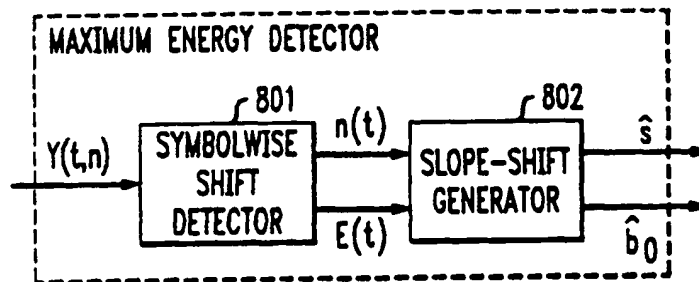 MAXIMUM ENERGY DETECTOR
801
802
Y(t,n)
SYMBOLWISE
SHIFT
DETECTOR
n(t)
E(t)
SLOPE-SHIFT
GENERATOR
ŝ
b̂0